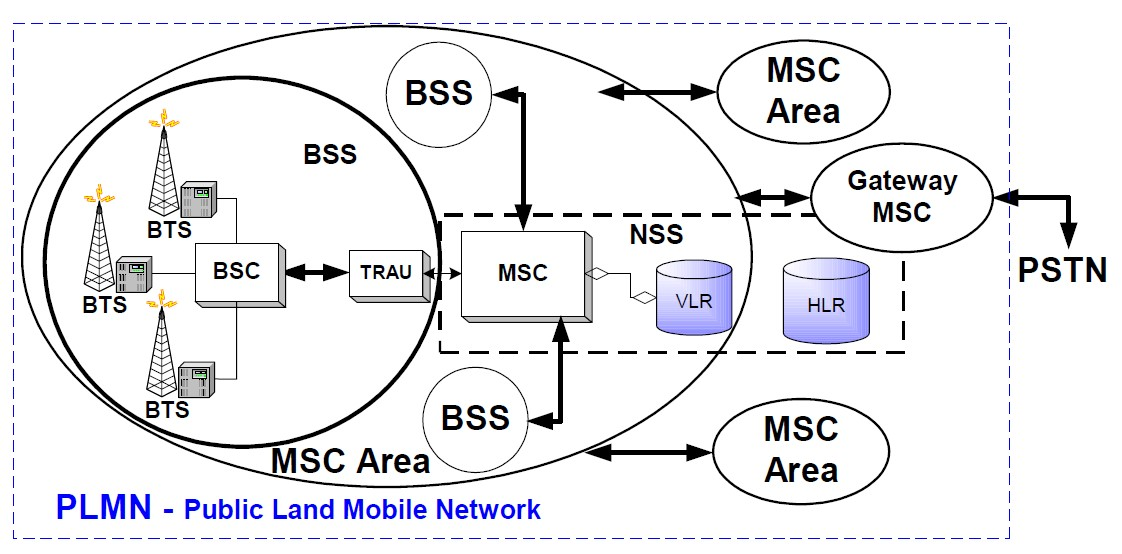 BSS
MSC
Area
BSS
Gateway
MSC
BTS
NSS
PSTN
BSC
TRAU
MSC
VLR
HLR
BTS
BTS
BSS
MSC
Area
MSC Area
PLMN - Public Land Mobile Network